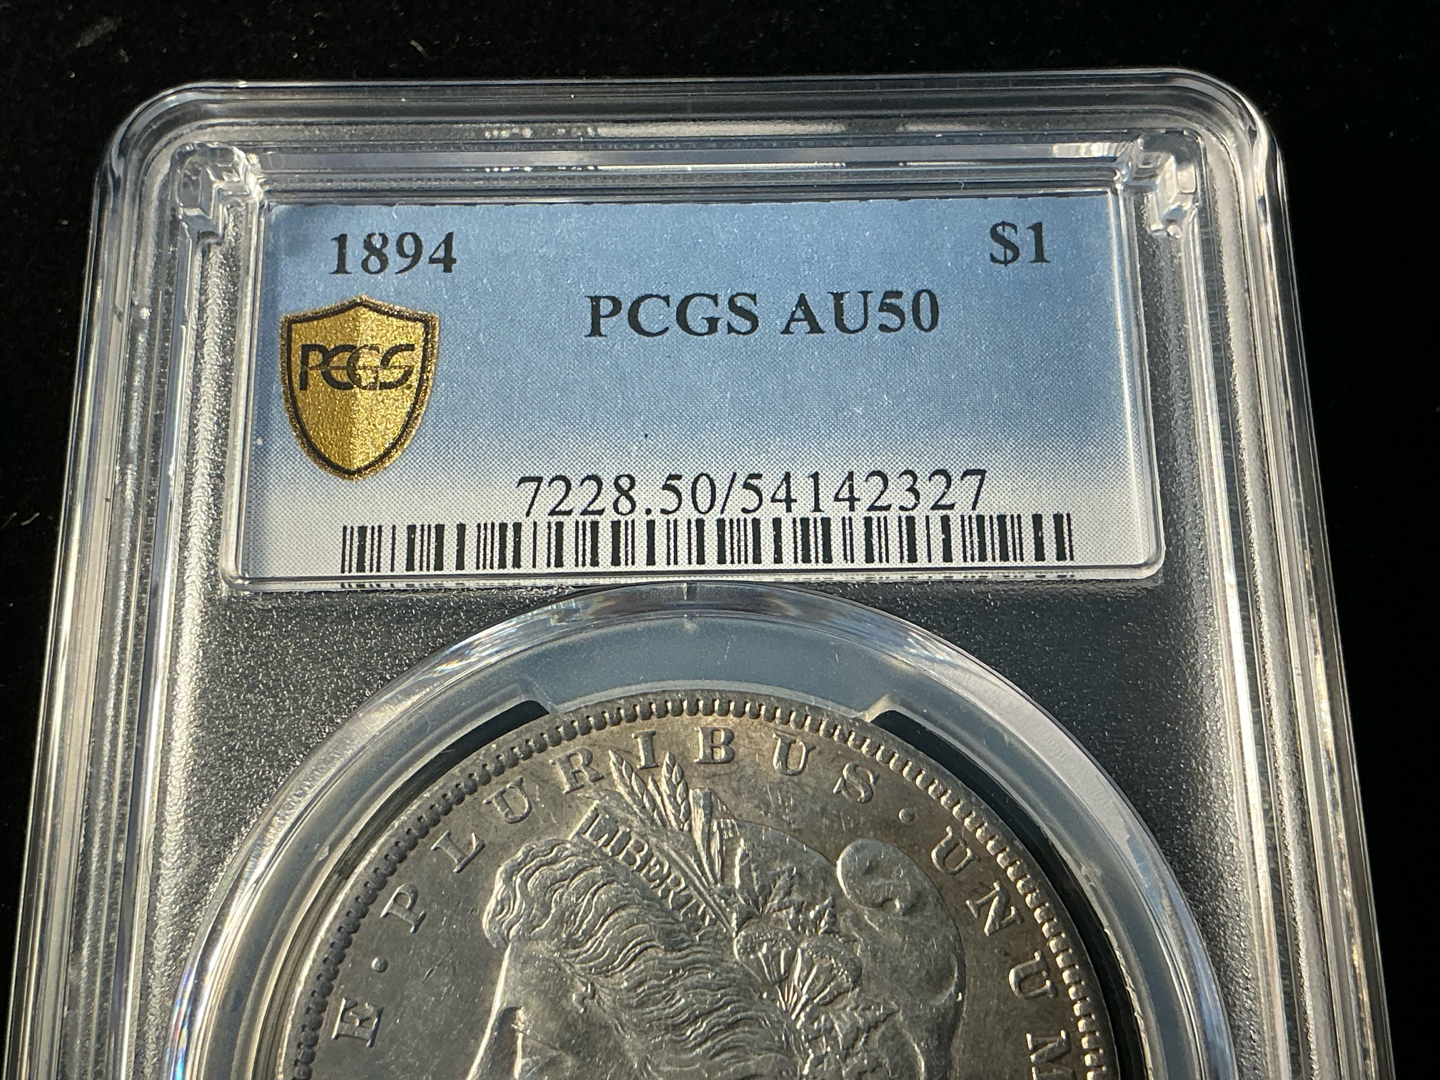 1894 $1
PCGS AU50
PCGS
7228.50/54142327
E · PLURIBUS · UNUM
LIBERTY